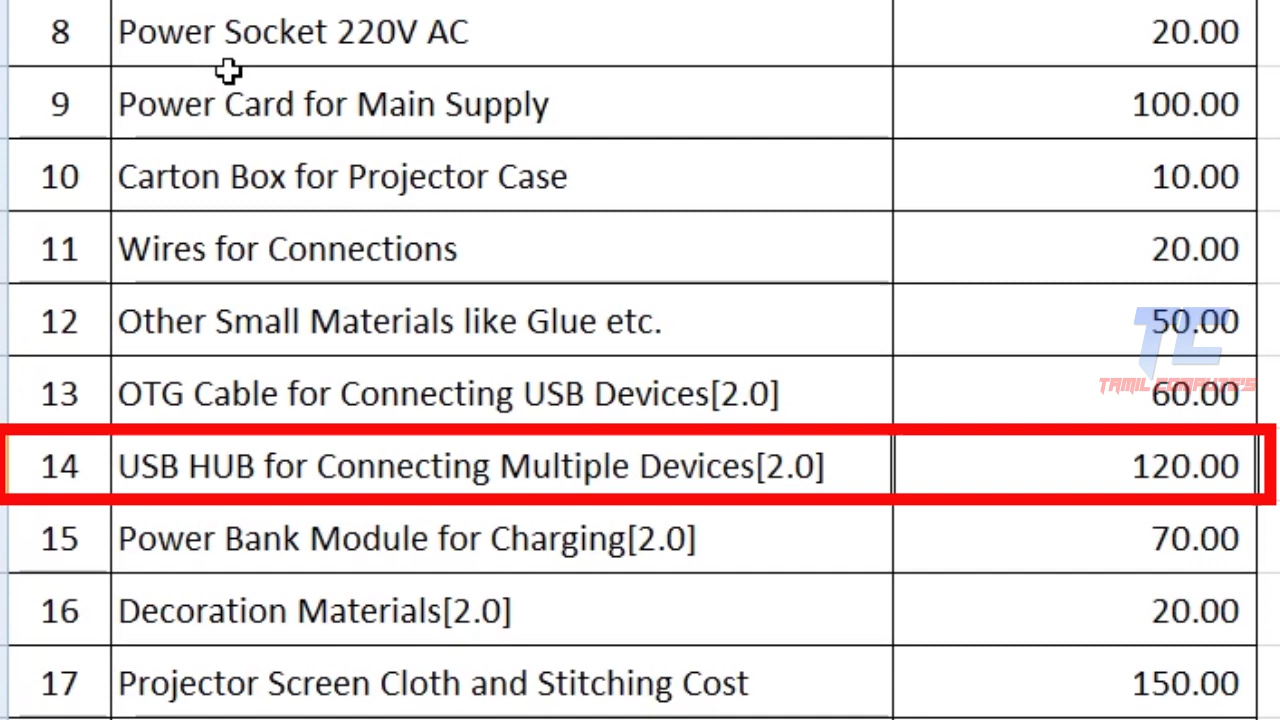 8 Power Socket 220V AC 20.00
9 Power Card for Main Supply 100.00
10 Carton Box for Projector Case 10.00
11 Wires for Connections 20.00
12 Other Small Materials like Glue etc. 50.00
13 OTG Cable for Connecting USB Devices[2.0] 60.00
14 USB HUB for Connecting Multiple Devices[2.0] 120.00
15 Power Bank Module for Charging[2.0] 70.00
16 Decoration Materials[2.0] 20.00
17 Projector Screen Cloth and Stitching Cost 150.00
TC
TAMIL COMPUTE'S